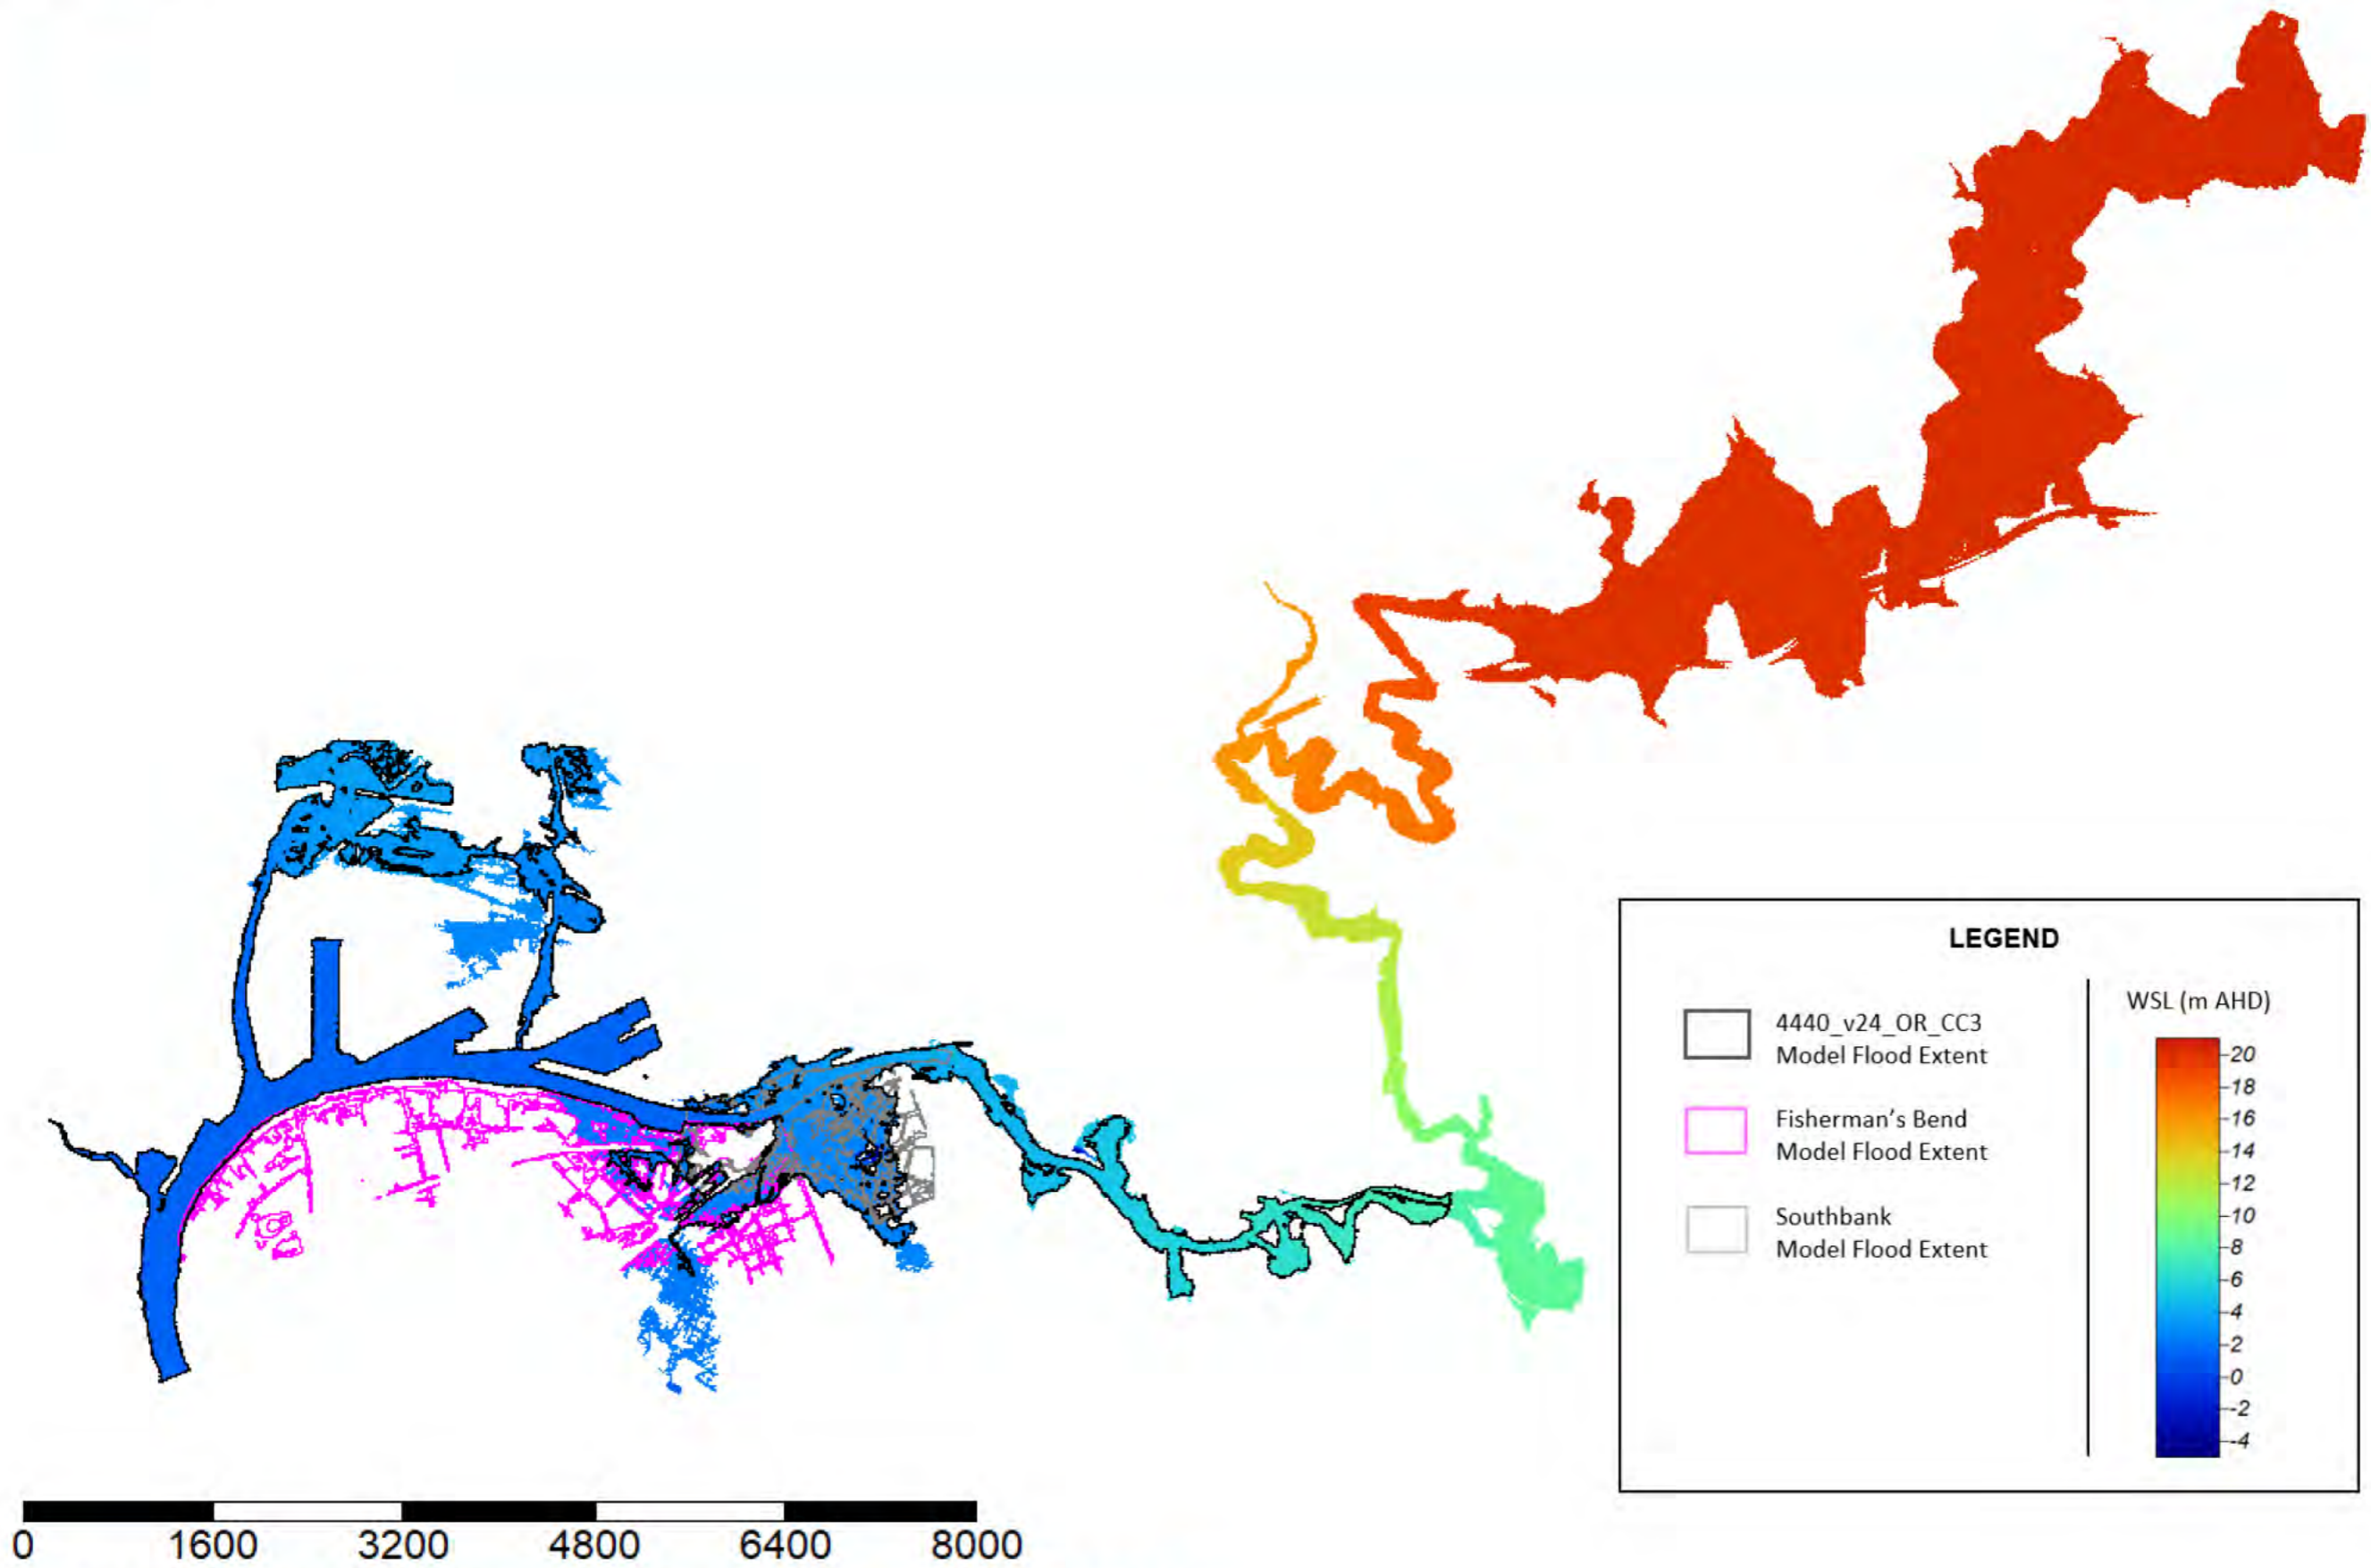 LEGEND
4440_v24_OR_CC3
Model Flood Extent
Fisherman's Bend
Model Flood Extent
Southbank
Model Flood Extent
WSL (m AHD)
20
18
16
14
12
10
8
6
4
2
0
-2
-4
0 1600 3200 4800 6400 8000